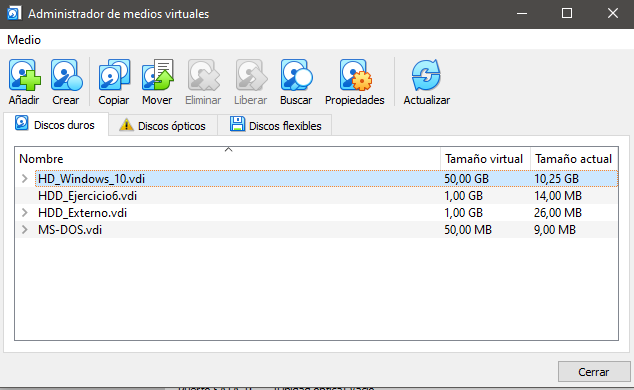 Administrador de medios virtuales
Medio
Añadir Crear Copiar Mover Eliminar Liberar Buscar Propiedades Actualizar
Discos duros Discos ópticos Discos flexibles
Nombre Tamaño virtual Tamaño actual
HD_Windows_10.vdi 50,00 GB 10,25 GB
HDD_Ejercicio6.vdi 1,00 GB 14,00 MB
HDD_Externo.vdi 1,00 GB 26,00 MB
MS-DOS.vdi 50,00 MB 9,00 MB
Cerrar